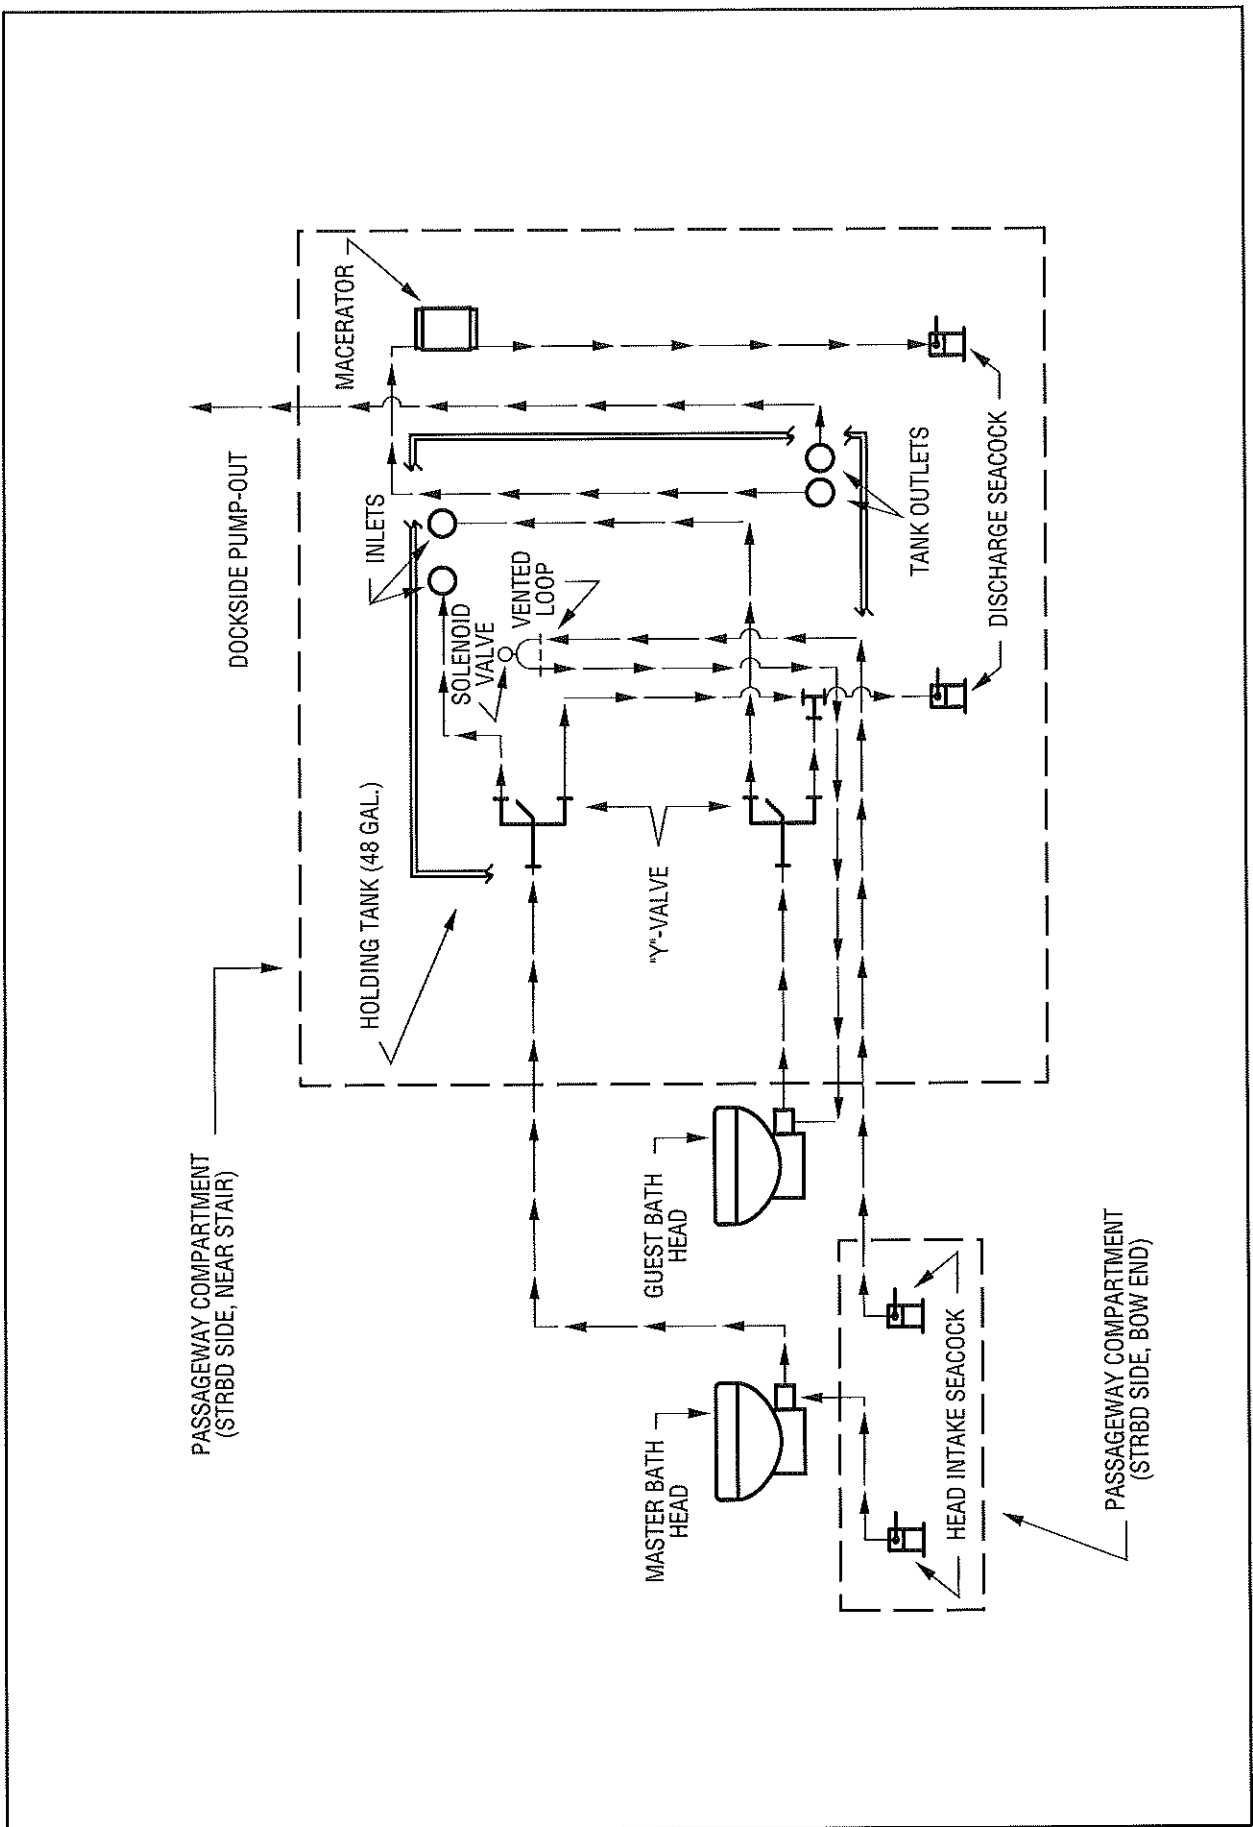 PASSAGEWAY COMPARTMENT
(STRBD SIDE, NEAR STAIR)
DOCKSIDE PUMP-OUT
MACERATOR
HOLDING TANK (48 GAL.)
INLETS
SOLENOID
VALVE
VENTED
LOOP
"Y"-VALVE
TANK OUTLETS
DISCHARGE SEACOCK
MASTER BATH
HEAD
GUEST BATH
HEAD
HEAD INTAKE SEACOCK
PASSAGEWAY COMPARTMENT
(STRBD SIDE, BOW END)